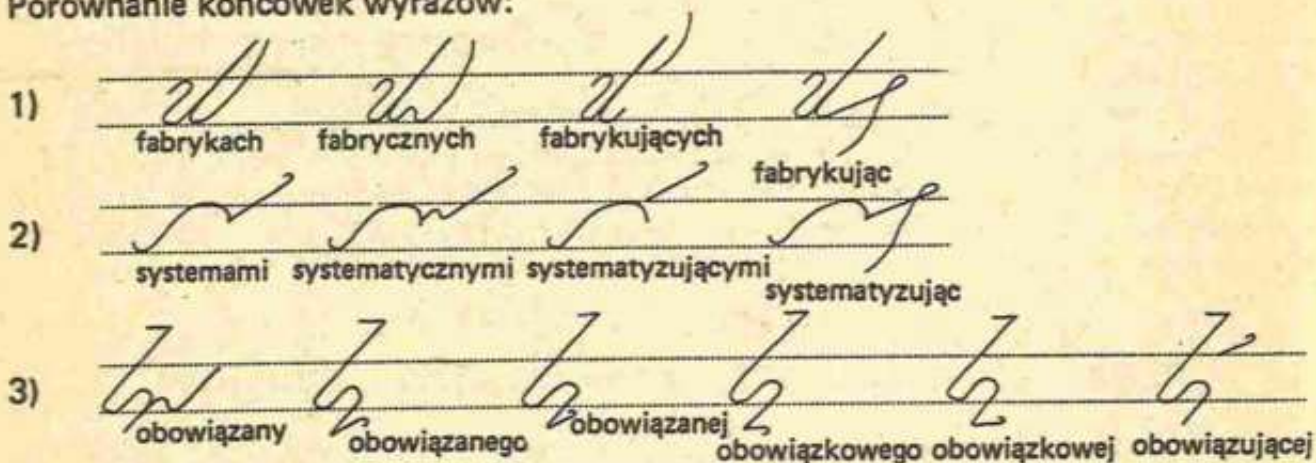 Porównanie końcówek wyrazów:
1)
fabrykach fabrycznych fabrykujących fabrykując
2)
systemami systematycznymi systematyzującymi systematyzując
3)
obowiązany obowiązanego obowiązanej obowiązkowego obowiązkowej obowiązującej